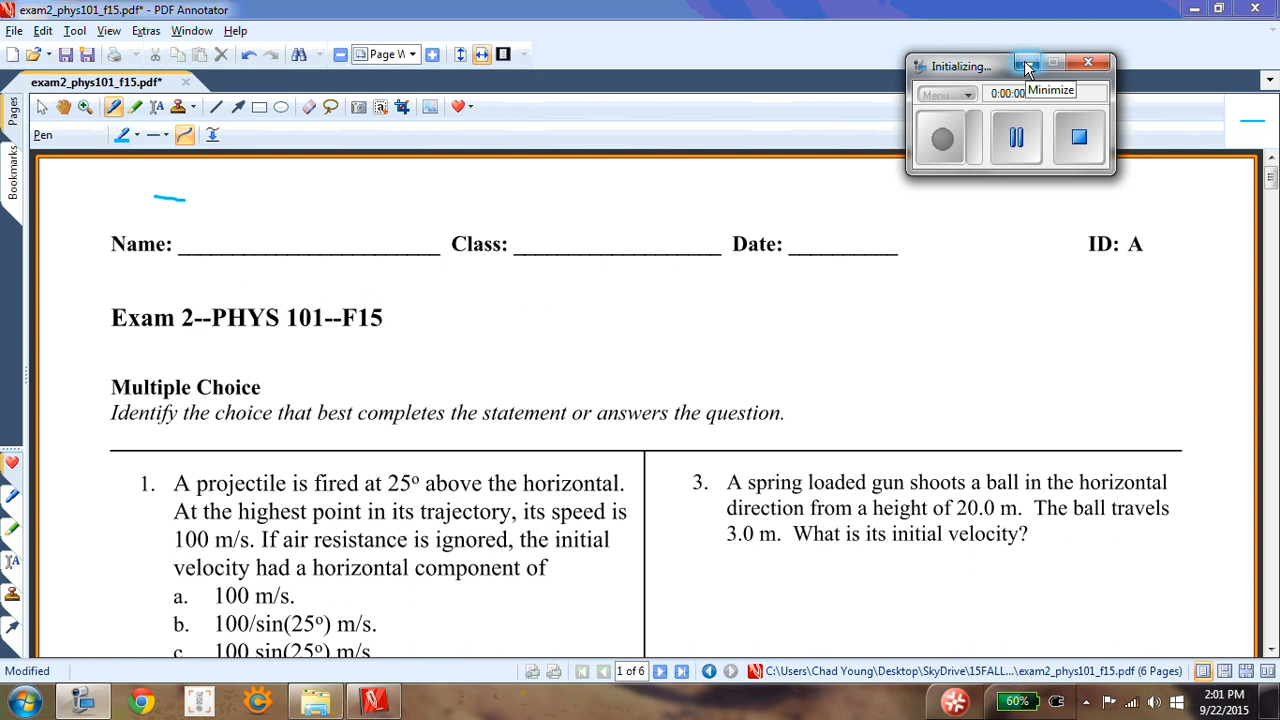 exam2_phys101_f15.pdf* - PDF Annotator
File Edit Tool View Extras Window Help
Page W
exam2_phys101_f15.pdf*
Initializing...
Menu 0:00:00
Minimize
Pen
Pages
Bookmarks
Name: ________________________ Class: ___________________ Date: __________ ID: A
Exam 2--PHYS 101--F15
Multiple Choice
Identify the choice that best completes the statement or answers the question.
1. A projectile is fired at 25° above the horizontal.
At the highest point in its trajectory, its speed is
100 m/s. If air resistance is ignored, the initial
velocity had a horizontal component of
a. 100 m/s.
b. 100/sin(25°) m/s.
c. 100 sin(25°) m/s
3. A spring loaded gun shoots a ball in the horizontal
direction from a height of 20.0 m. The ball travels
3.0 m. What is its initial velocity?
Modified
1 of 6
C:\Users\Chad Young\Desktop\SkyDrive\15FALL...\exam2_phys101_f15.pdf (6 Pages)
60%
2:01 PM
9/22/2015